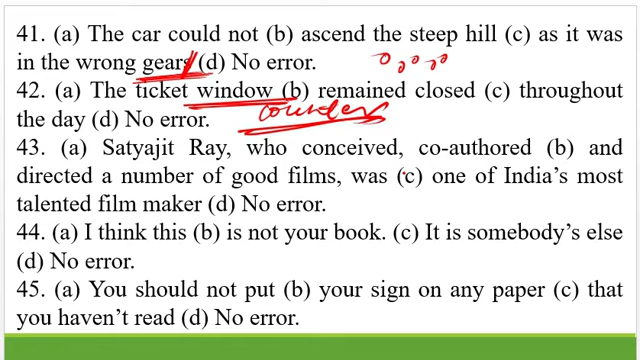 41. (a) The car could not (b) ascend the steep hill (c) as it was
in the wrong gears (d) No error.
42. (a) The ticket window (b) remained closed (c) throughout
the day (d) No error.
counter
43. (a) Satyajit Ray, who conceived, co-authored (b) and
directed a number of good films, was (c) one of India's most
talented film maker (d) No error.
44. (a) I think this (b) is not your book. (c) It is somebody's else
(d) No error.
45. (a) You should not put (b) your sign on any paper (c) that
you haven't read (d) No error.